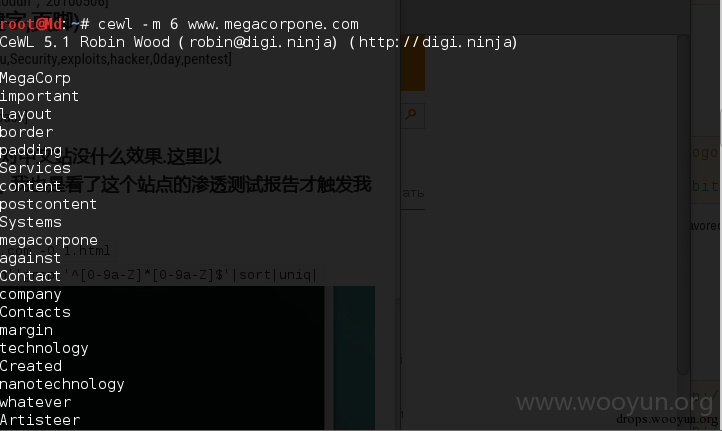 root@Md:~# cewl -m 6 www.megacorpone.com
CeWL 5.1 Robin Wood (robin@digi.ninja) (http://digi.ninja)
u,Security,exploits,hacker,0day,pentest]
MegaCorp
important
layout
border
padding
没什么效果.这里以
Services
content
看了这个站点的渗透测试报告才触发我
postcontent
Systems
megacorpone
1.html
against
Contact
'^[0-9a-Z]*[0-9a-Z]$'|sort|uniq|
company
Contacts
margin
technology
Created
nanotechnology
whatever
www.wooyun.org
Artisteer
drops.wooyun.org/